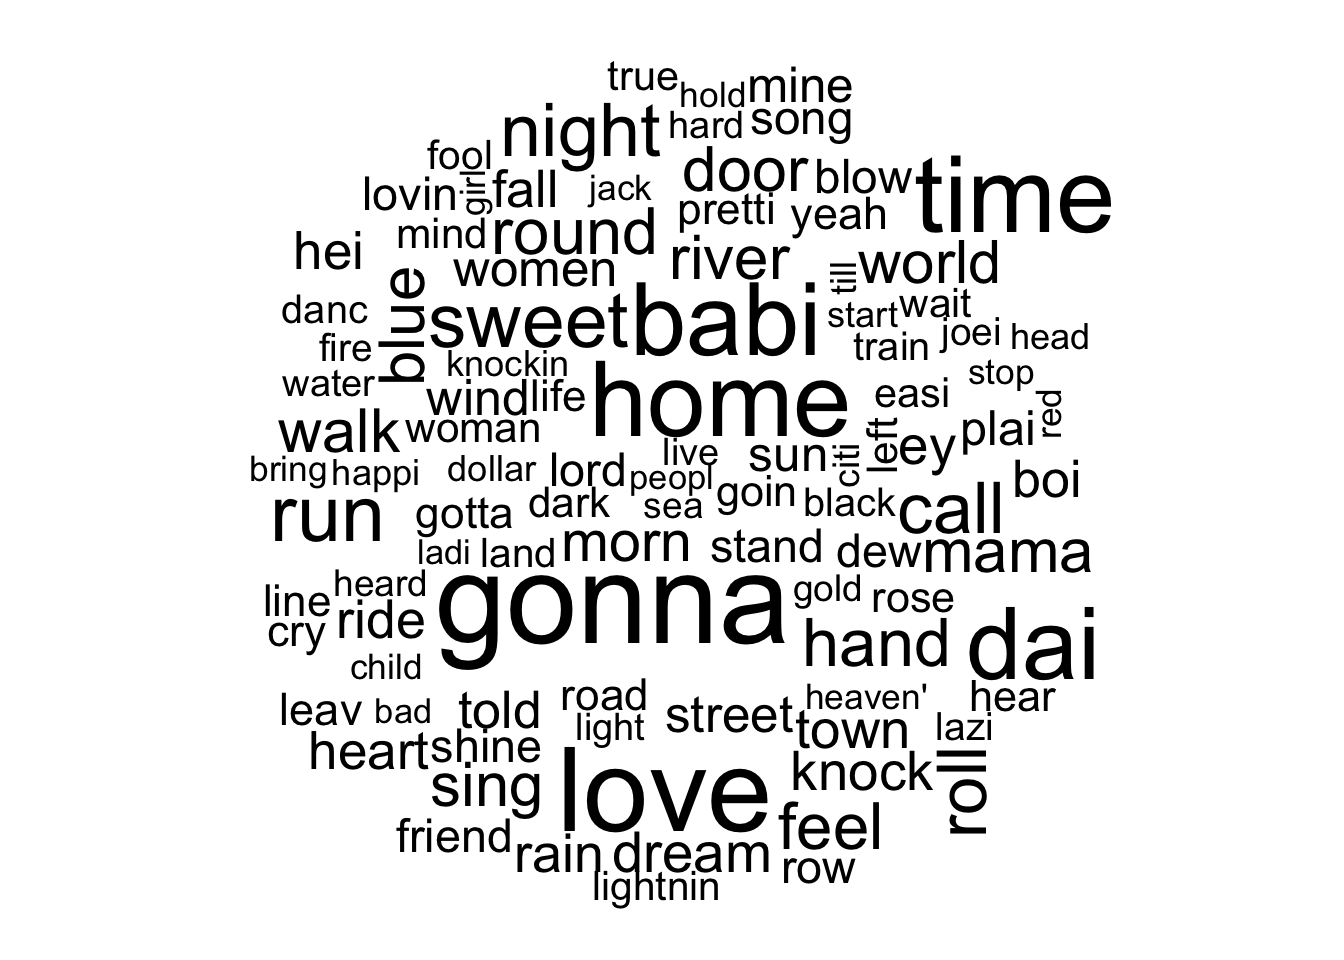 true
hold
mine
night
hard
song
fool
girl
lovin
fall
jack
door
blow
time
pretti
yeah
mind
round
hei
women
river
till
world
blue
danc
sweet
babi
start
wait
fire
knockin
train
joei
head
water
wind
life
home
easi
stop
red
walk
woman
live
sun
citi
left
ey
plai
bring
happi
dollar
lord
peopl
goin
black
boi
run
gotta
dark
sea
call
ladi
land
morn
stand
dew
mama
heard
line
gonna
gold
rose
cry
ride
hand
dai
child
leav
bad
told
road
light
street
heaven'
hear
town
lazi
heart
shine
love
knock
roll
sing
feel
friend
rain
dream
row
lightnin